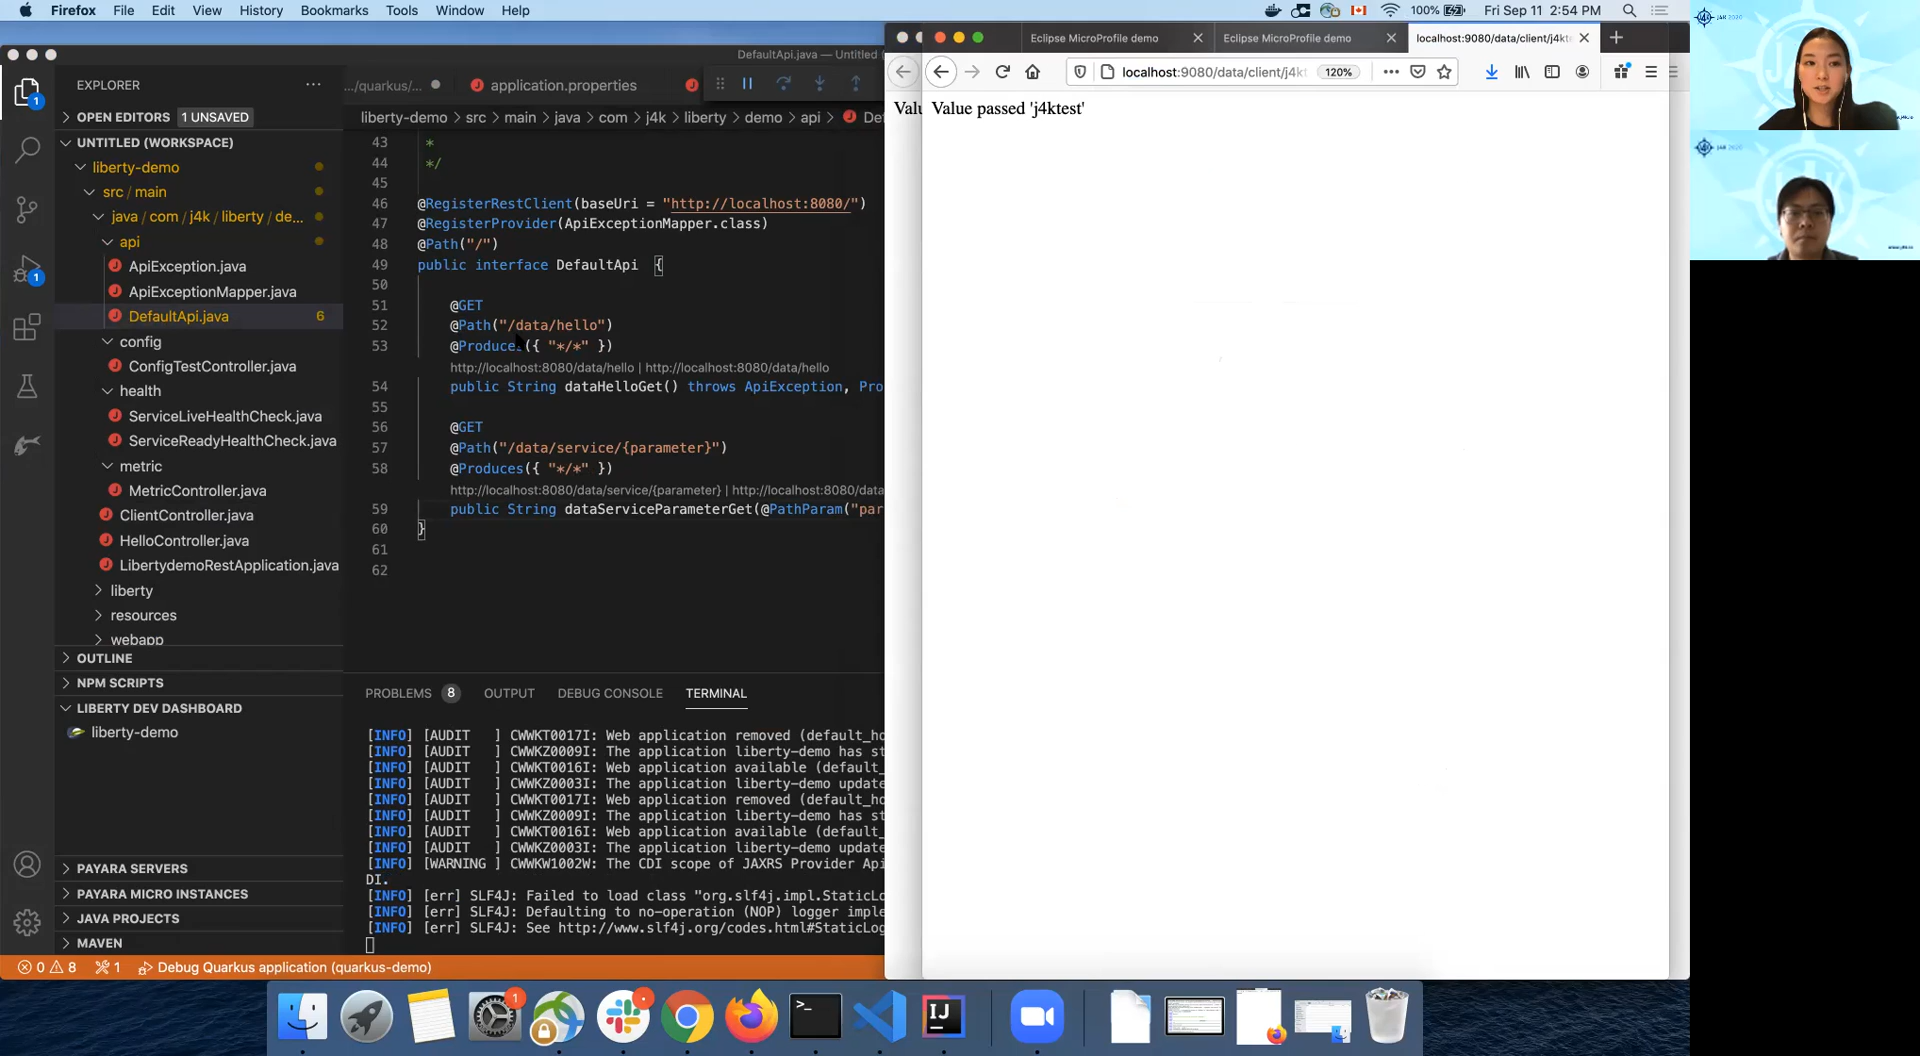 Firefox File Edit View History Bookmarks Tools Window Help
100% Fri Sep 11 2:54 PM
DefaultApi.java — Untitled (
EXPLORER
OPEN EDITORS 1 UNSAVED
UNTITLED (WORKSPACE)
liberty-demo
src / main
java / com / j4k / liberty / de...
api
ApiException.java
ApiExceptionMapper.java
DefaultApi.java 6
config
ConfigTestController.java
health
ServiceLiveHealthCheck.java
ServiceReadyHealthCheck.java
metric
MetricController.java
ClientController.java
HelloController.java
LibertydemoRestApplication.java
liberty
resources
webapp
OUTLINE
NPM SCRIPTS
LIBERTY DEV DASHBOARD
liberty-demo
PAYARA SERVERS
PAYARA MICRO INSTANCES
JAVA PROJECTS
MAVEN
1
1
.../quarkus/... application.properties
liberty-demo > src > main > java > com > j4k > liberty > demo > api > De
43 *
44 */
45
46 @RegisterRestClient(baseUri = "http://localhost:8080/")
47 @RegisterProvider(ApiExceptionMapper.class)
48 @Path("/")
49 public interface DefaultApi {
50
51 @GET
52 @Path("/data/hello")
53 @Produces({ "*/*" })
http://localhost:8080/data/hello | http://localhost:8080/data/hello
54 public String dataHelloGet() throws ApiException, Pro
55
56 @GET
57 @Path("/data/service/{parameter}")
58 @Produces({ "*/*" })
http://localhost:8080/data/service/{parameter} | http://localhost:8080/data
59 public String dataServiceParameterGet(@PathParam("par
60 }
61
62
PROBLEMS 8 OUTPUT DEBUG CONSOLE TERMINAL
[INFO] [AUDIT ] CWWKT0017I: Web application removed (default_ho
[INFO] [AUDIT ] CWWKZ0009I: The application liberty-demo has st
[INFO] [AUDIT ] CWWKT0016I: Web application available (default_
[INFO] [AUDIT ] CWWKZ0003I: The application liberty-demo update
[INFO] [AUDIT ] CWWKT0017I: Web application removed (default_ho
[INFO] [AUDIT ] CWWKZ0009I: The application liberty-demo has st
[INFO] [AUDIT ] CWWKT0016I: Web application available (default_
[INFO] [AUDIT ] CWWKZ0003I: The application liberty-demo update
[INFO] [WARNING ] CWWKW1002W: The CDI scope of JAXRS Provider Api
DI.
[INFO] [err] SLF4J: Failed to load class "org.slf4j.impl.StaticLo
[INFO] [err] SLF4J: Defaulting to no-operation (NOP) logger imple
[INFO] [err] SLF4J: See http://www.slf4j.org/codes.html#StaticLog
0 8 1 Debug Quarkus application (quarkus-demo)
Eclipse MicroProfile demo Eclipse MicroProfile demo localhost:9080/data/client/j4kt
localhost:9080/data/client/j4kt 120%
Valu Value passed 'j4ktest'
J4K 2020
J4K 2020
1
IJ